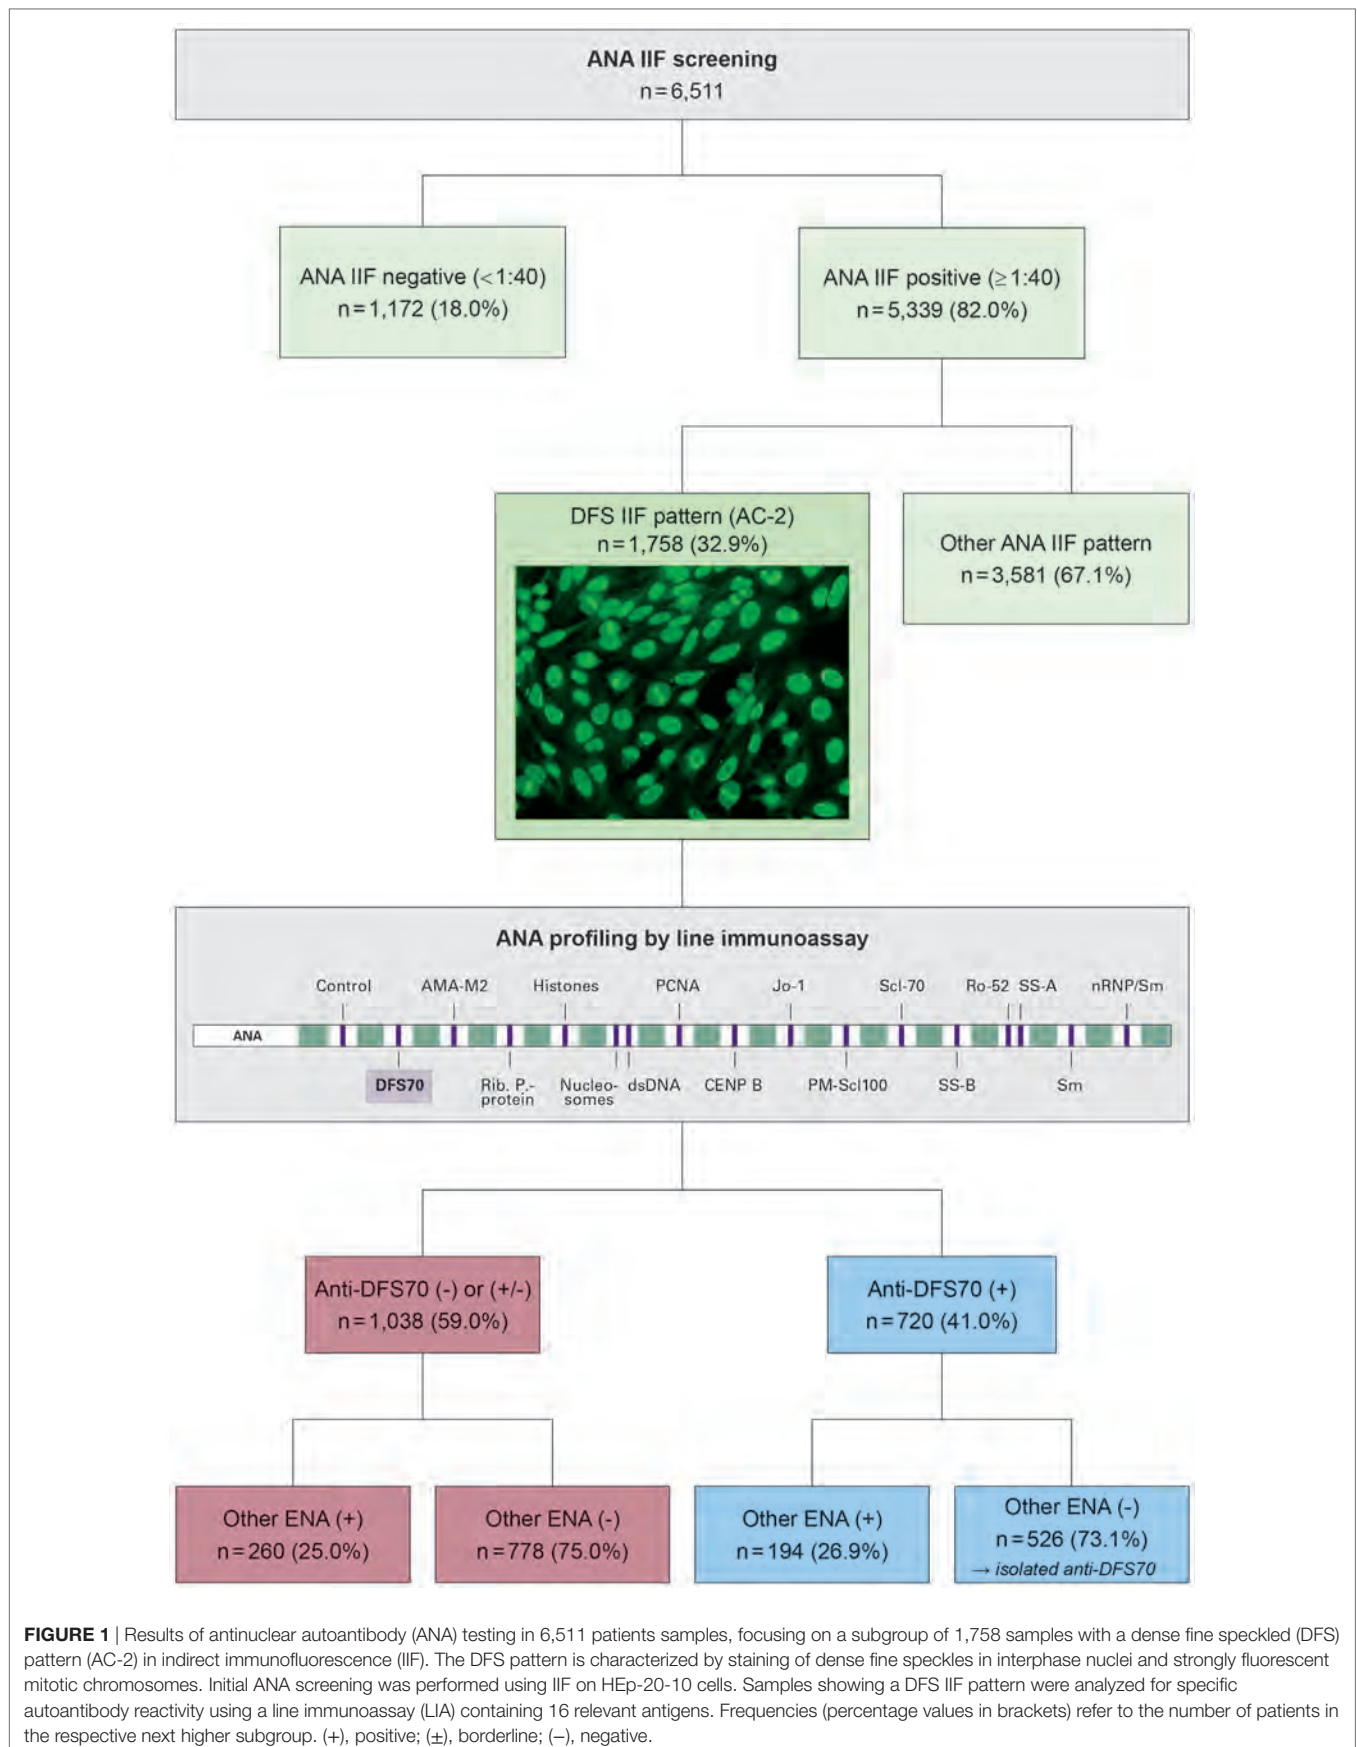 ANA IIF screening
n=6,511
ANA IIF negative (<1:40)
n=1,172 (18.0%)
ANA IIF positive (≥1:40)
n=5,339 (82.0%)
DFS IIF pattern (AC-2)
n=1,758 (32.9%)
Other ANA IIF pattern
n=3,581 (67.1%)
ANA profiling by line immunoassay
Control AMA-M2 Histones PCNA Jo-1 Scl-70 Ro-52 SS-A nRNP/Sm
ANA
DFS70 Rib. P.- Nucleo- dsDNA CENP B PM-Scl100 SS-B Sm
protein somes
Anti-DFS70 (-) or (+/-)
n=1,038 (59.0%)
Anti-DFS70 (+)
n=720 (41.0%)
Other ENA (+)
n=260 (25.0%)
Other ENA (-)
n=778 (75.0%)
Other ENA (+)
n=194 (26.9%)
Other ENA (-)
n=526 (73.1%)
→ isolated anti-DFS70
FIGURE 1 | Results of antinuclear autoantibody (ANA) testing in 6,511 patients samples, focusing on a subgroup of 1,758 samples with a dense fine speckled (DFS)
pattern (AC-2) in indirect immunofluorescence (IIF). The DFS pattern is characterized by staining of dense fine speckles in interphase nuclei and strongly fluorescent
mitotic chromosomes. Initial ANA screening was performed using IIF on HEp-20-10 cells. Samples showing a DFS IIF pattern were analyzed for specific
autoantibody reactivity using a line immunoassay (LIA) containing 16 relevant antigens. Frequencies (percentage values in brackets) refer to the number of patients in
the respective next higher subgroup. (+), positive; (±), borderline; (−), negative.